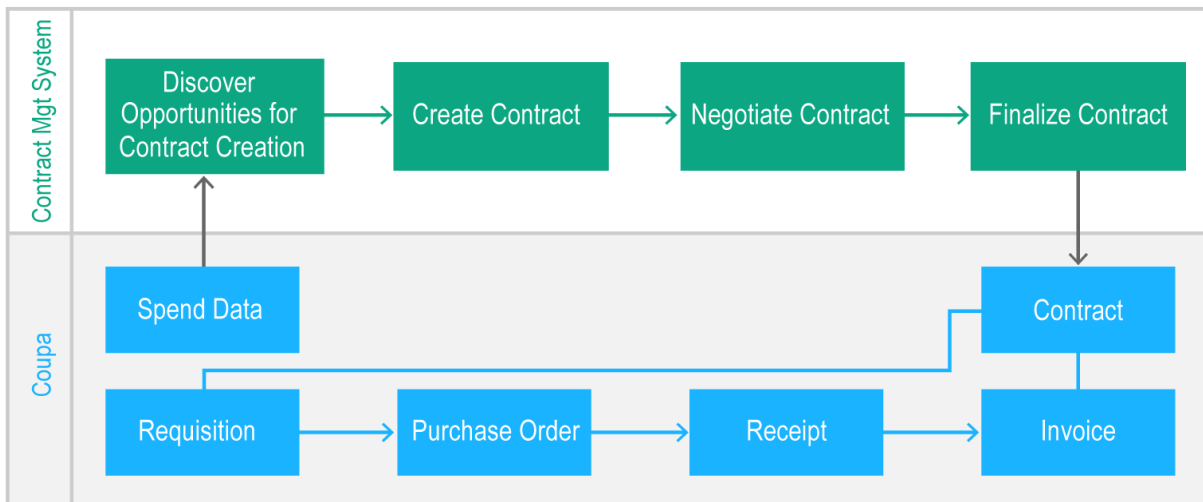 Contract Mgt System
Discover
Opportunities for
Contract Creation
Create Contract
Negotiate Contract
Finalize Contract
Coupa
Spend Data
Contract
Requisition
Purchase Order
Receipt
Invoice